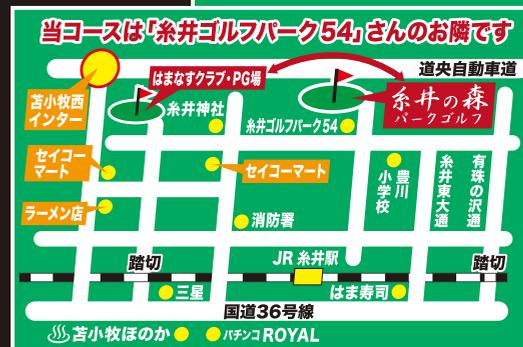 当コースは「糸井ゴルフパーク54」さんのお隣です
道央自動車道
はまなすクラブ・PG場
苫小牧西
インター
糸井神社
糸井の森
パークゴルフ
糸井ゴルフパーク54
セイコー
マート
セイコーマート
豊川
小学校
糸井東大通
有珠の沢通
ラーメン店
消防署
踏切
JR 糸井駅
踏切
三星
はま寿司
国道36号線
苫小牧ほのか
パチンコ ROYAL